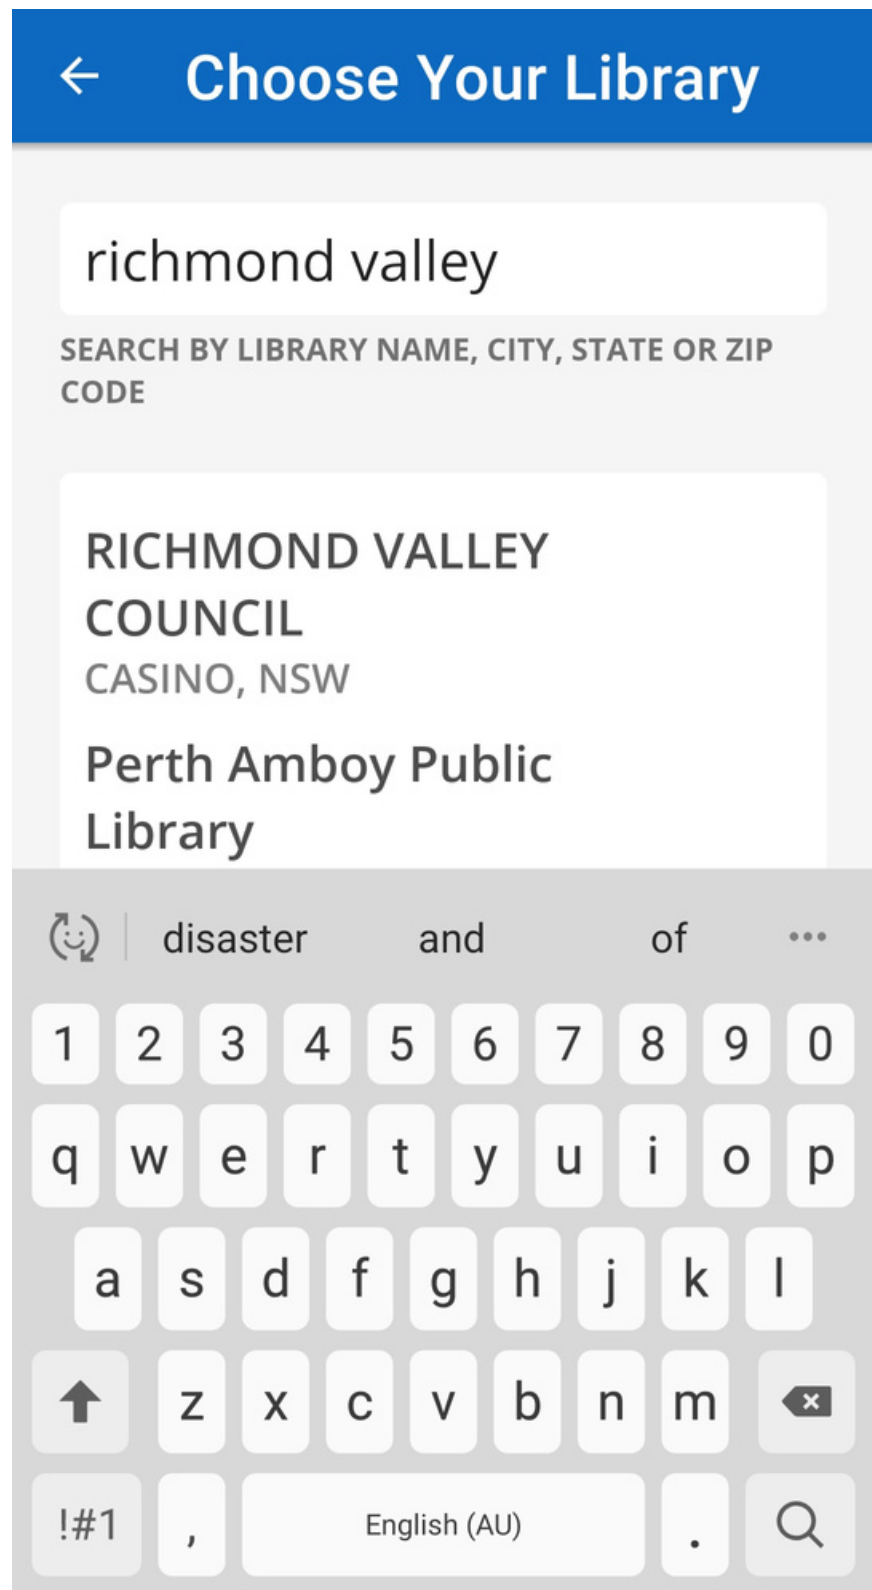 Choose Your Library
richmond valley
SEARCH BY LIBRARY NAME, CITY, STATE OR ZIP
CODE
RICHMOND VALLEY
COUNCIL
CASINO, NSW
Perth Amboy Public
Library
disaster and of
1 2 3 4 5 6 7 8 9 0
q w e r t y u i o p
a s d f g h j k l
z x c v b n m
!#1 , English (AU) .